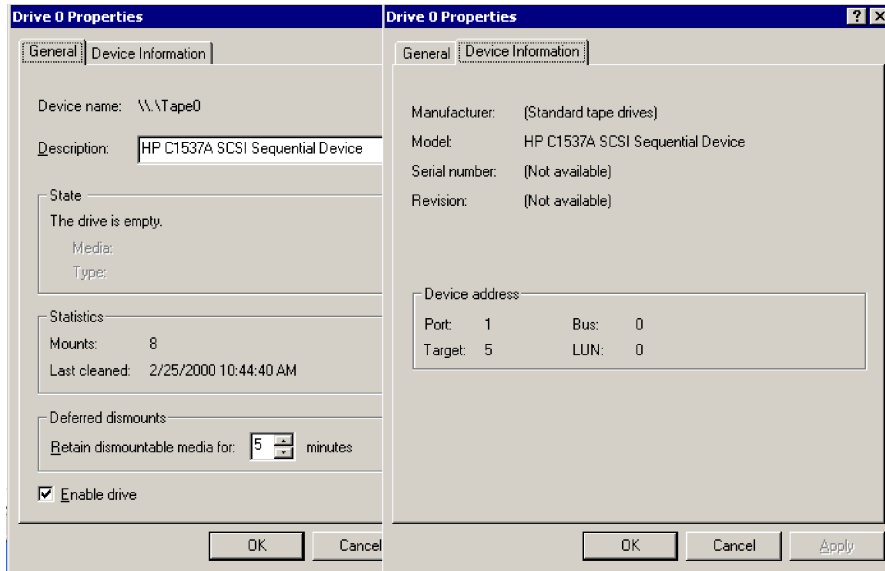 Drive 0 Properties
General Device Information
Device name: \\.\Tape0
Description: HP C1537A SCSI Sequential Device
State
The drive is empty.
Media:
Type:
Statistics
Mounts: 8
Last cleaned: 2/25/2000 10:44:40 AM
Deferred dismounts
Retain dismountable media for: 5 minutes
Enable drive
OK Cancel
Drive 0 Properties
General Device Information
Manufacturer: (Standard tape drives)
Model: HP C1537A SCSI Sequential Device
Serial number: (Not available)
Revision: (Not available)
Device address
Port: 1 Bus: 0
Target: 5 LUN: 0
OK Cancel Apply